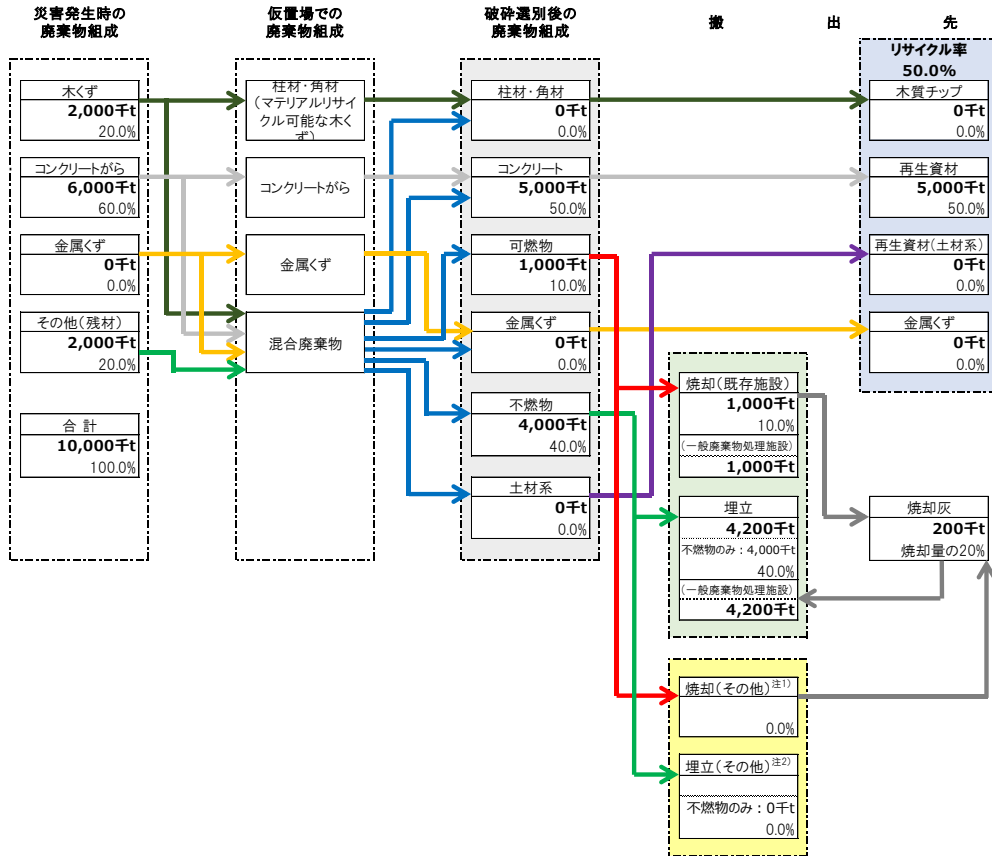 災害発生時の
廃棄物組成
仮置場での
廃棄物組成
破砕選別後の
廃棄物組成
搬 出 先
木くず
2,000千t
20.0%
コンクリートがら
6,000千t
60.0%
金属くず
0千t
0.0%
その他(残材)
2,000千t
20.0%
合 計
10,000千t
100.0%
柱材・角材
(マテリアルリサイ
クル可能な木く
ず)
コンクリートがら
金属くず
混合廃棄物
柱材・角材
0千t
0.0%
コンクリート
5,000千t
50.0%
可燃物
1,000千t
10.0%
金属くず
0千t
0.0%
不燃物
4,000千t
40.0%
土材系
0千t
0.0%
リサイクル率
50.0%
木質チップ
0千t
0.0%
再生資材
5,000千t
50.0%
再生資材(土材系)
0千t
0.0%
金属くず
0千t
0.0%
焼却(既存施設)
1,000千t
10.0%
(一般廃棄物処理施設)
1,000千t
埋立
4,200千t
不燃物のみ:4,000千t
40.0%
(一般廃棄物処理施設)
4,200千t
焼却灰
200千t
焼却量の20%
焼却(その他)注1)
0.0%
埋立(その他)注2)
不燃物のみ:0千t
0.0%